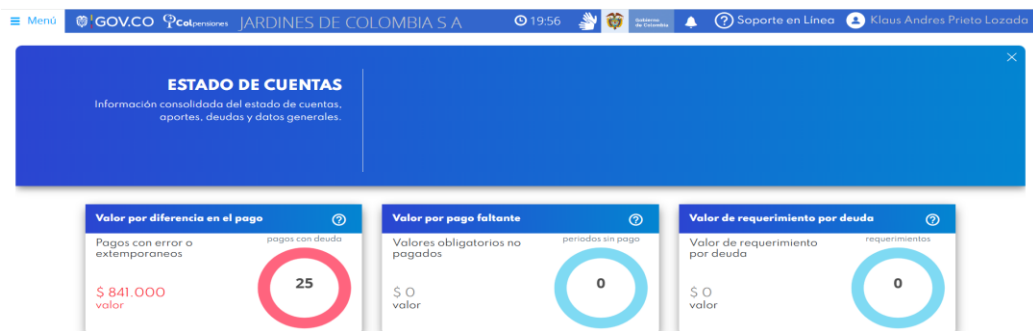 Menú GOV.CO Colpensiones JARDINES DE COLOMBIA S A 19:56 Gobierno de Colombia Soporte en Línea Klaus Andres Prieto Lozada
ESTADO DE CUENTAS
Información consolidada del estado de cuentas,
aportes, deudas y datos generales.
Valor por diferencia en el pago
pagos con deuda
Pagos con error o
extemporaneos
25
$ 841.000
valor
Valor por pago faltante
periodos sin pago
Valores obligatorios no
pagados
0
$ 0
valor
Valor de requerimiento por deuda
requerimientos
Valor de requerimiento
por deuda
0
$ 0
valor